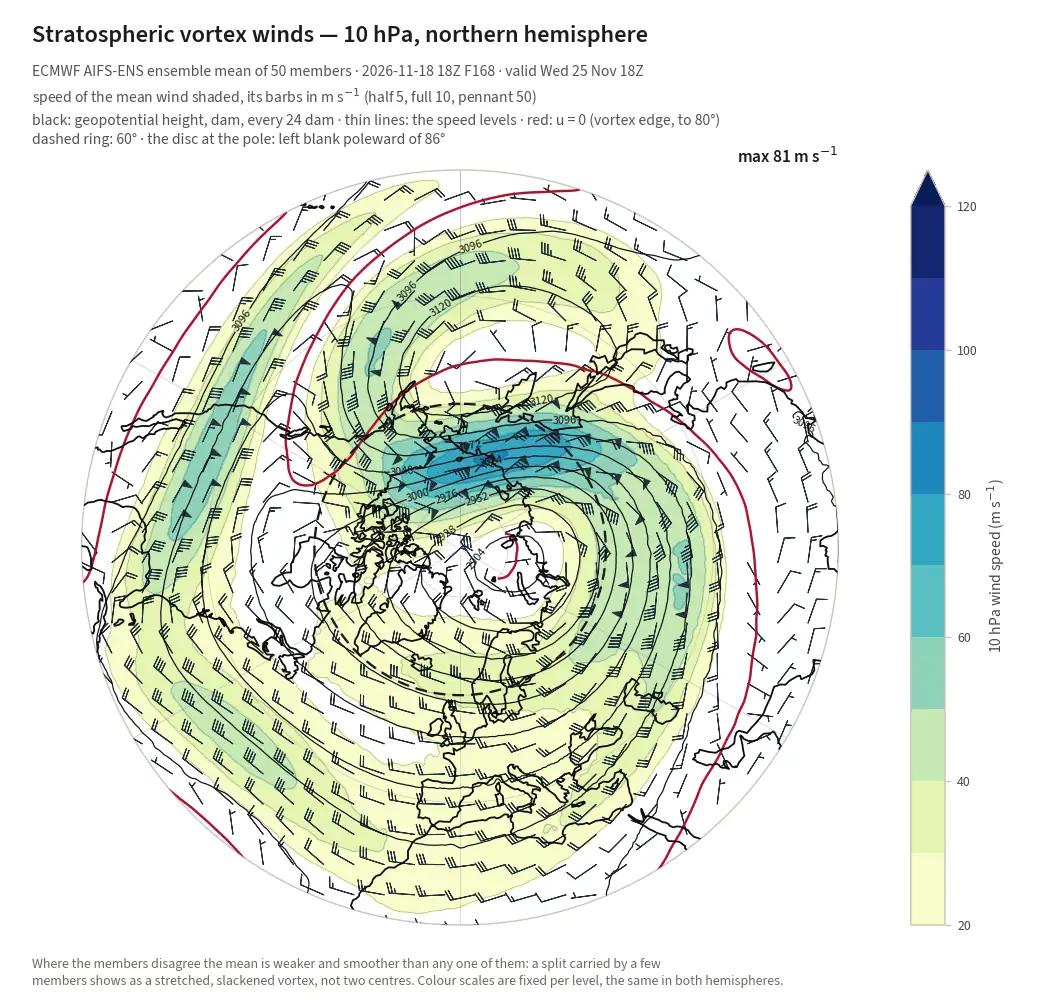 Stratospheric vortex winds — 10 hPa, northern hemisphere
ECMWF AIFS-ENS ensemble mean of 50 members · 2026-11-18 18Z F168 · valid Wed 25 Nov 18Z
speed of the mean wind shaded, its barbs in m s⁻¹ (half 5, full 10, pennant 50)
black: geopotential height, dam, every 24 dam · thin lines: the speed levels · red: u = 0 (vortex edge, to 80°)
dashed ring: 60° · the disc at the pole: left blank poleward of 86°
max 81 m s⁻¹
120
100
80
60
40
20
10 hPa wind speed (m s⁻¹)
3096
3096
3120
3096
3120
3096
3048
3000
2976
2952
Where the members disagree the mean is weaker and smoother than any one of them: a split carried by a few
members shows as a stretched, slackened vortex, not two centres. Colour scales are fixed per level, the same in both hemispheres.